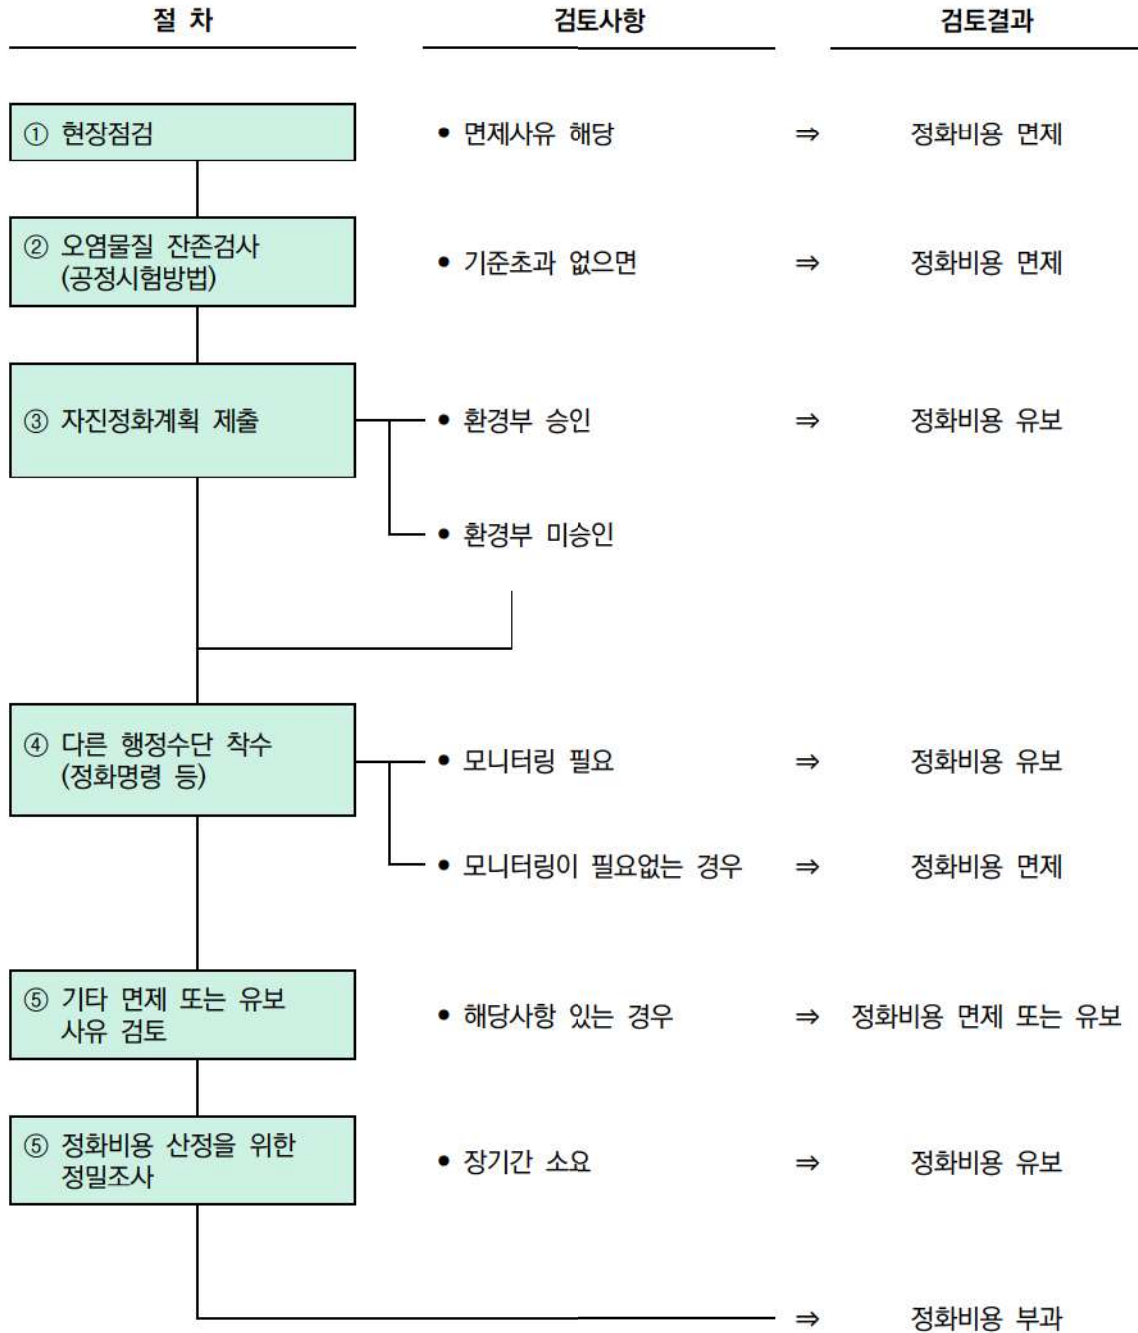 절 차 검토사항 검토결과
① 현장점검 • 면제사유 해당 ⇒ 정화비용 면제
② 오염물질 잔존검사
(공정시험방법)
• 기준초과 없으면 ⇒ 정화비용 면제
③ 자진정화계획 제출 • 환경부 승인 ⇒ 정화비용 유보
• 환경부 미승인
④ 다른 행정수단 착수
(정화명령 등)
• 모니터링 필요 ⇒ 정화비용 유보
• 모니터링이 필요없는 경우 ⇒ 정화비용 면제
⑤ 기타 면제 또는 유보
사유 검토
• 해당사항 있는 경우 ⇒ 정화비용 면제 또는 유보
⑤ 정화비용 산정을 위한
정밀조사
• 장기간 소요 ⇒ 정화비용 유보
⇒ 정화비용 부과